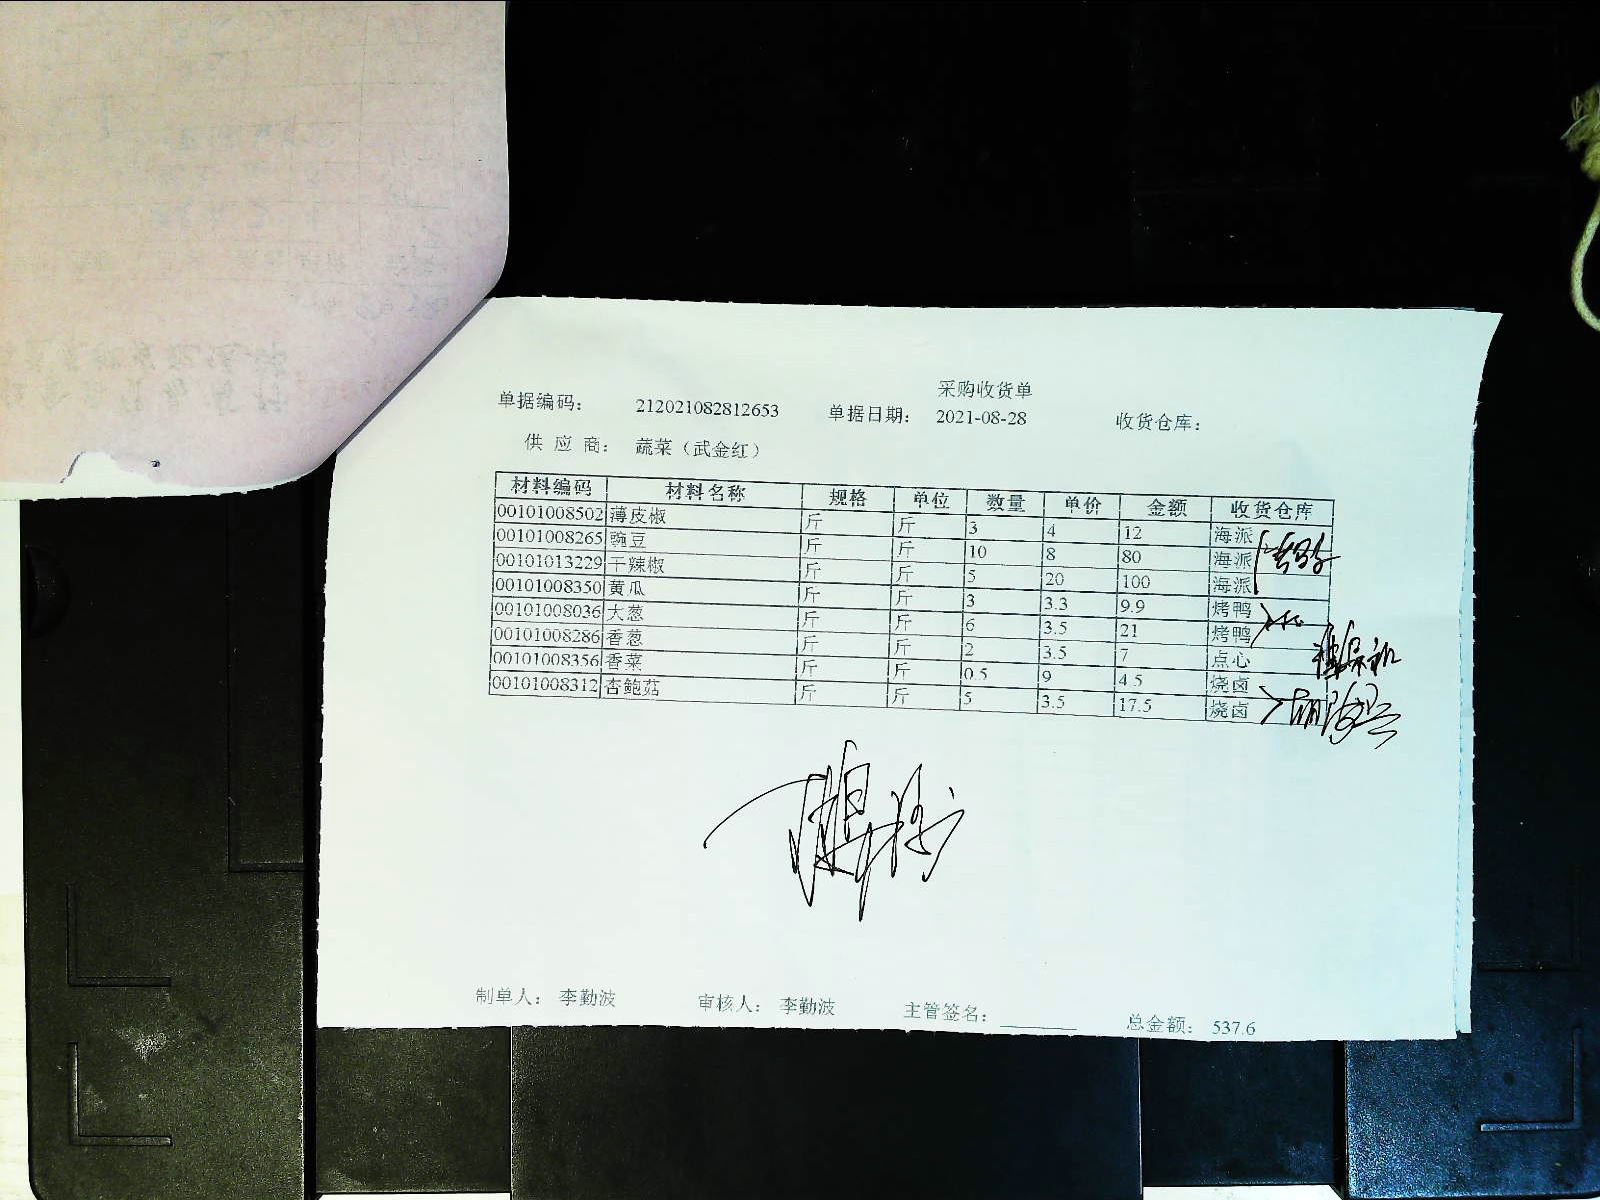 采购收货单
单据编码： 212021082812653 单据日期： 2021-08-28 收货仓库：
供 应 商： 蔬菜（武金红）
材料编码 材料名称 规格 单位 数量 单价 金额 收货仓库
00101008502 薄皮椒 斤 斤 3 4 12 海派
00101008265 豌豆 斤 斤 10 8 80 海派
00101013229 干辣椒 斤 斤 5 20 100 海派
00101008350 黄瓜 斤 斤 3 3.3 9.9 烤鸭
00101008036 大葱 斤 斤 6 3.5 21 烤鸭
00101008286 香葱 斤 斤 2 3.5 7 点心
00101008356 香菜 斤 斤 0.5 9 4.5 烧卤
00101008312 杏鲍菇 斤 斤 5 3.5 17.5 烧卤
制单人： 李勤波 审核人： 李勤波 主管签名： 总金额： 537.6